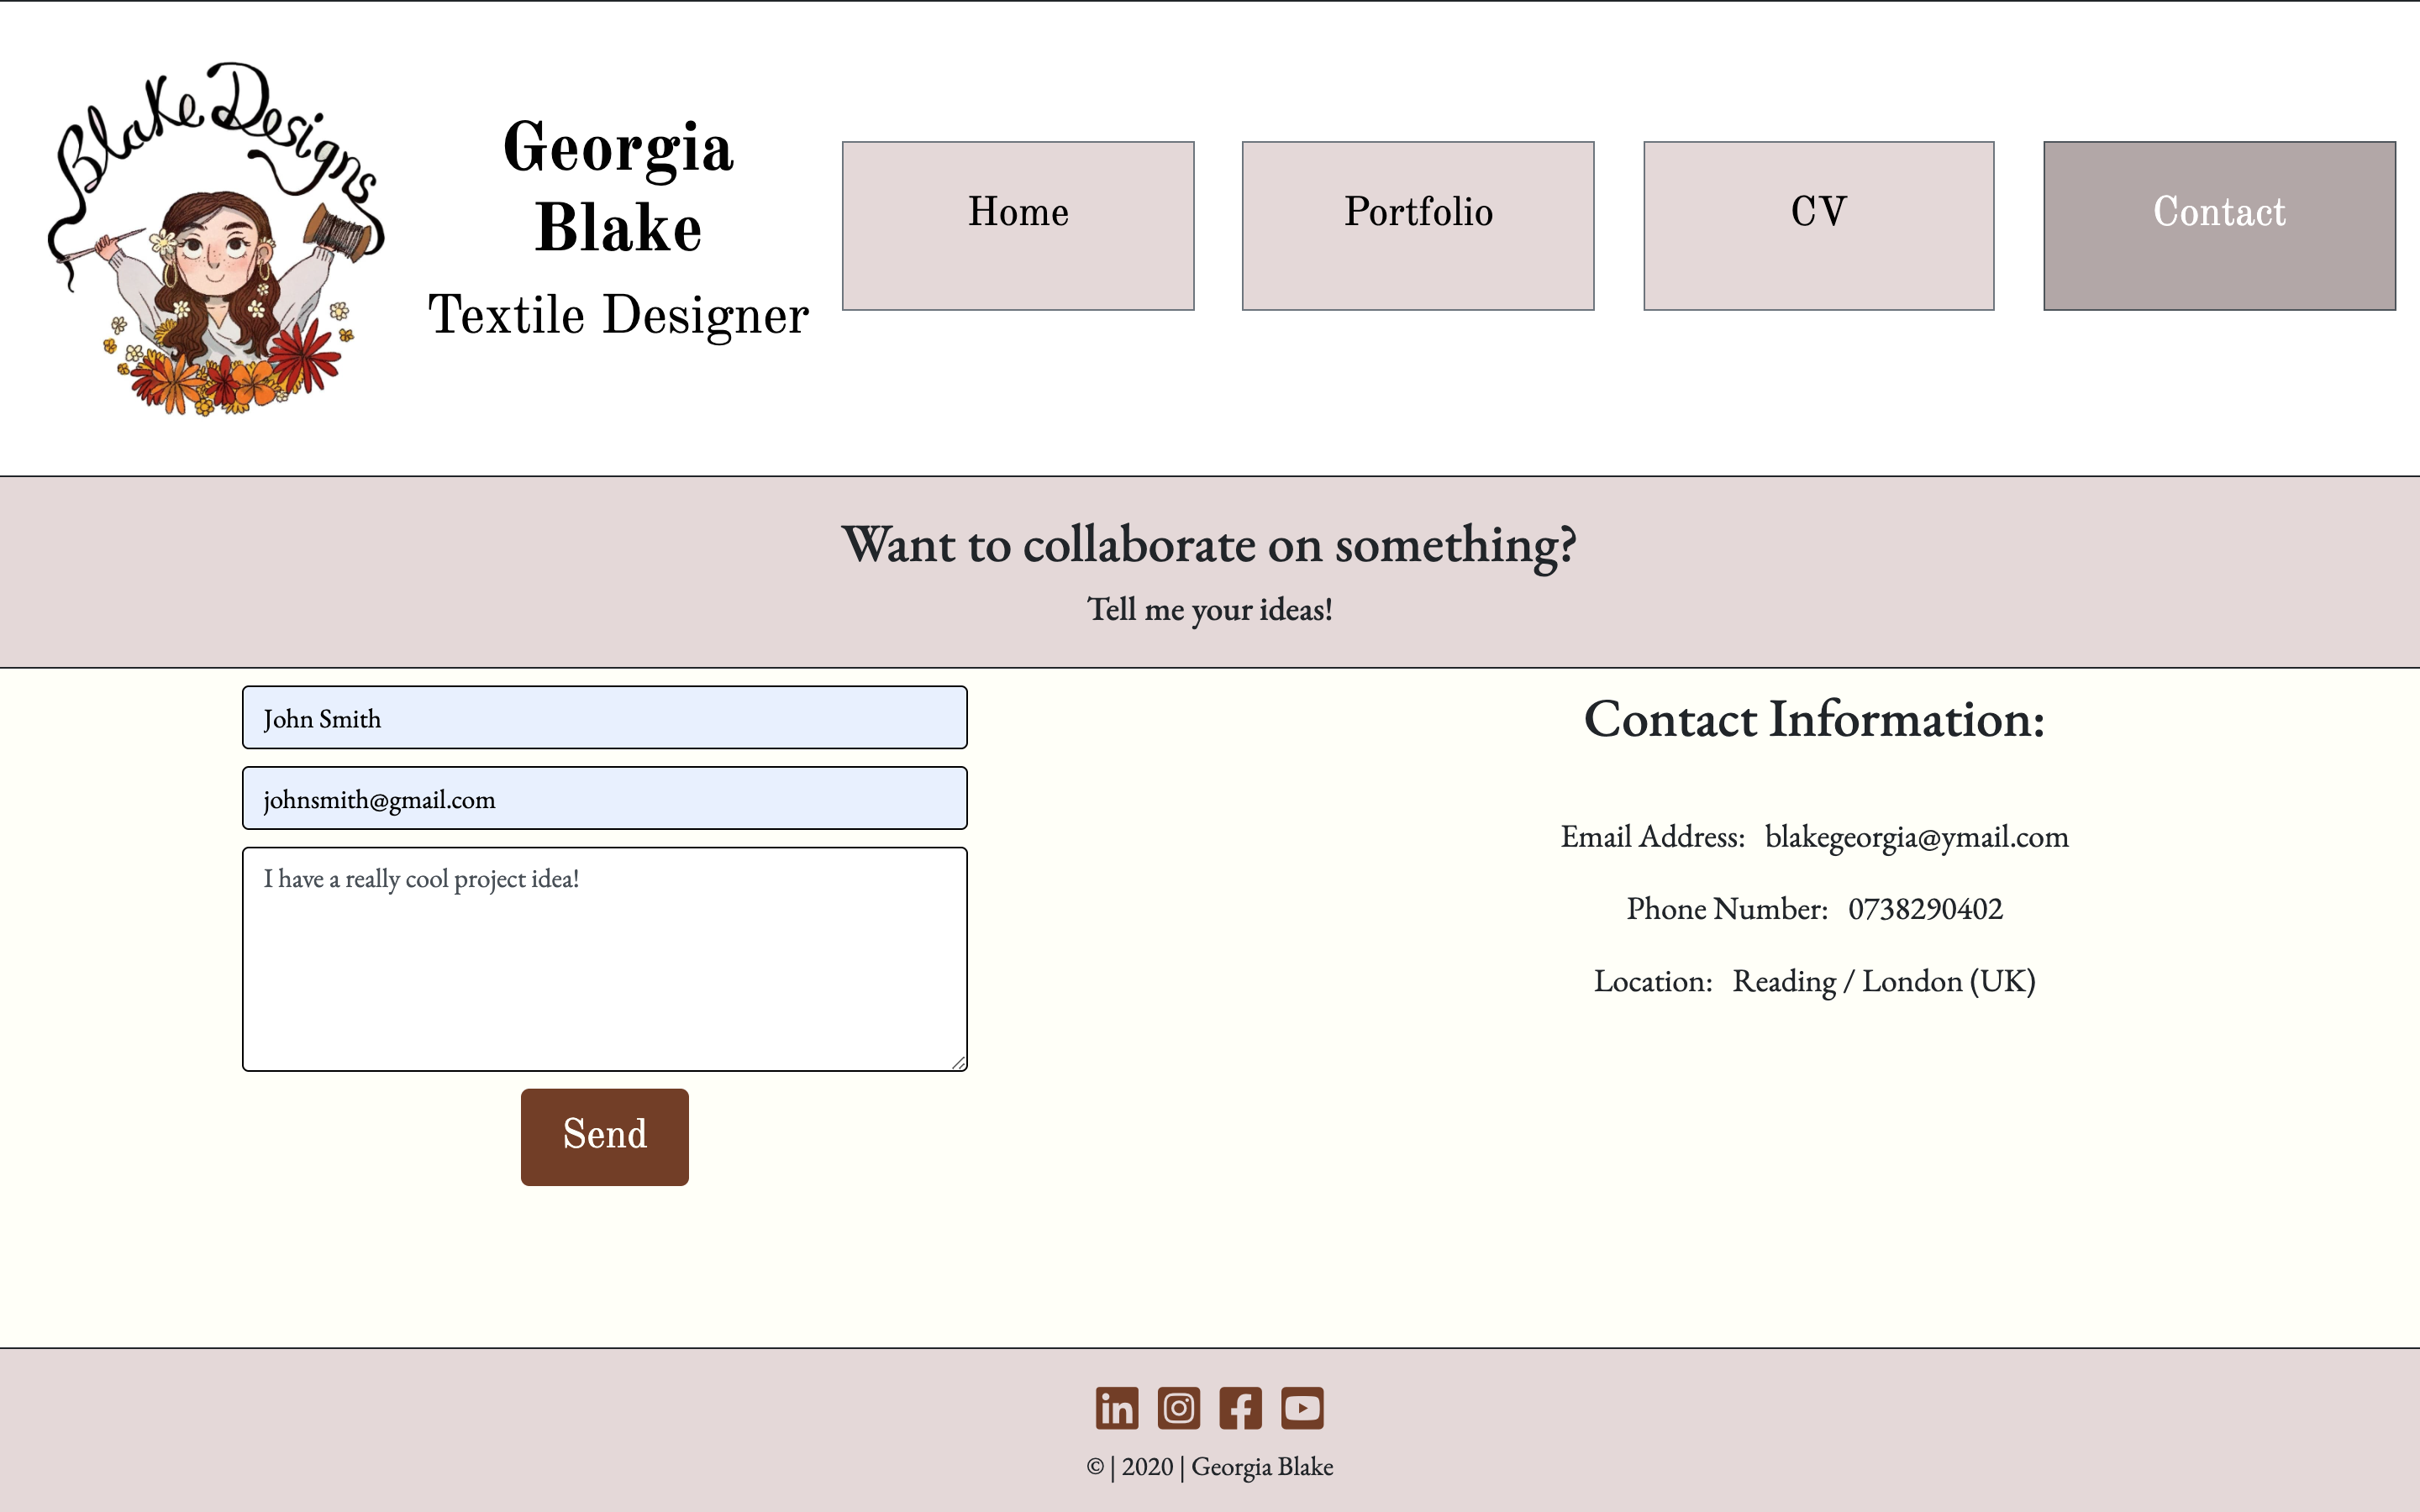 Blake Designs
Georgia
Blake
Textile Designer
Home
Portfolio
CV
Contact
Want to collaborate on something?
Tell me your ideas!
John Smith
johnsmith@gmail.com
I have a really cool project idea!
Send
Contact Information:
Email Address: blakegeorgia@ymail.com
Phone Number: 0738290402
Location: Reading / London (UK)
© | 2020 | Georgia Blake